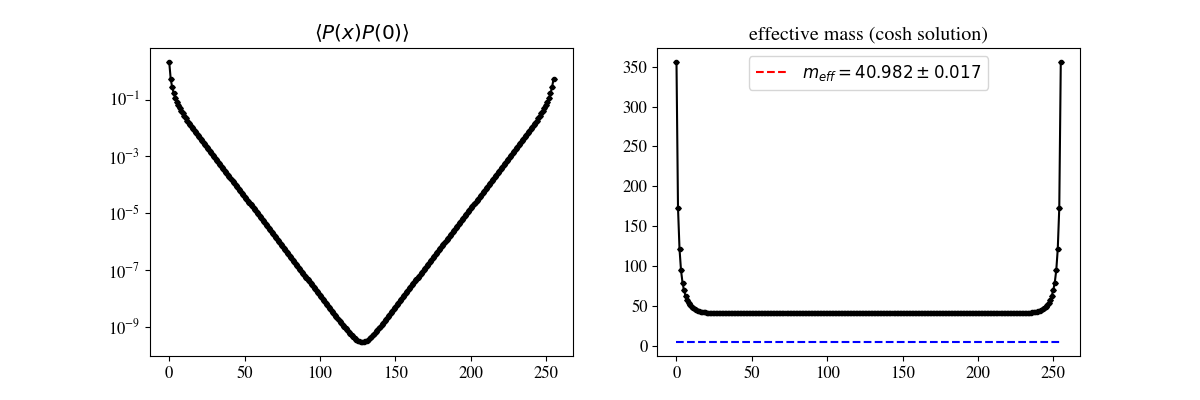 ⟨P(x)P(0)⟩
10⁻¹
10⁻³
10⁻⁵
10⁻⁷
10⁻⁹
0 50 100 150 200 250
effective mass (cosh solution)
m_eff = 40.982 ± 0.017
350
300
250
200
150
100
50
0
0 50 100 150 200 250